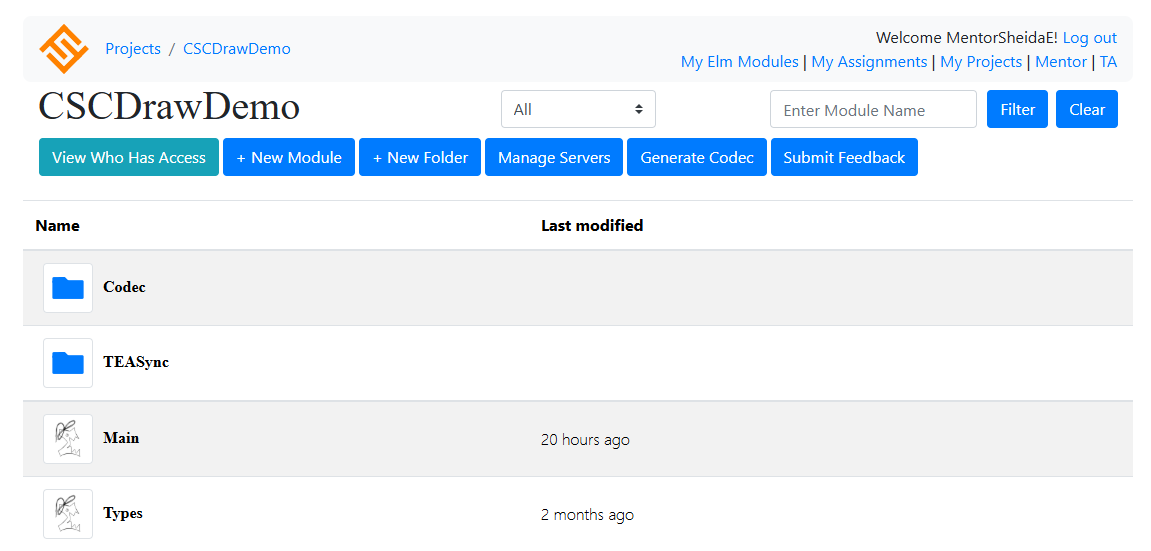 Projects / CSCDrawDemo
Welcome MentorSheidaE! Log out
My Elm Modules | My Assignments | My Projects | Mentor | TA
CSCDrawDemo All Enter Module Name Filter Clear
View Who Has Access + New Module + New Folder Manage Servers Generate Codec Submit Feedback
Name Last modified
Codec
TEASync
Main 20 hours ago
Types 2 months ago